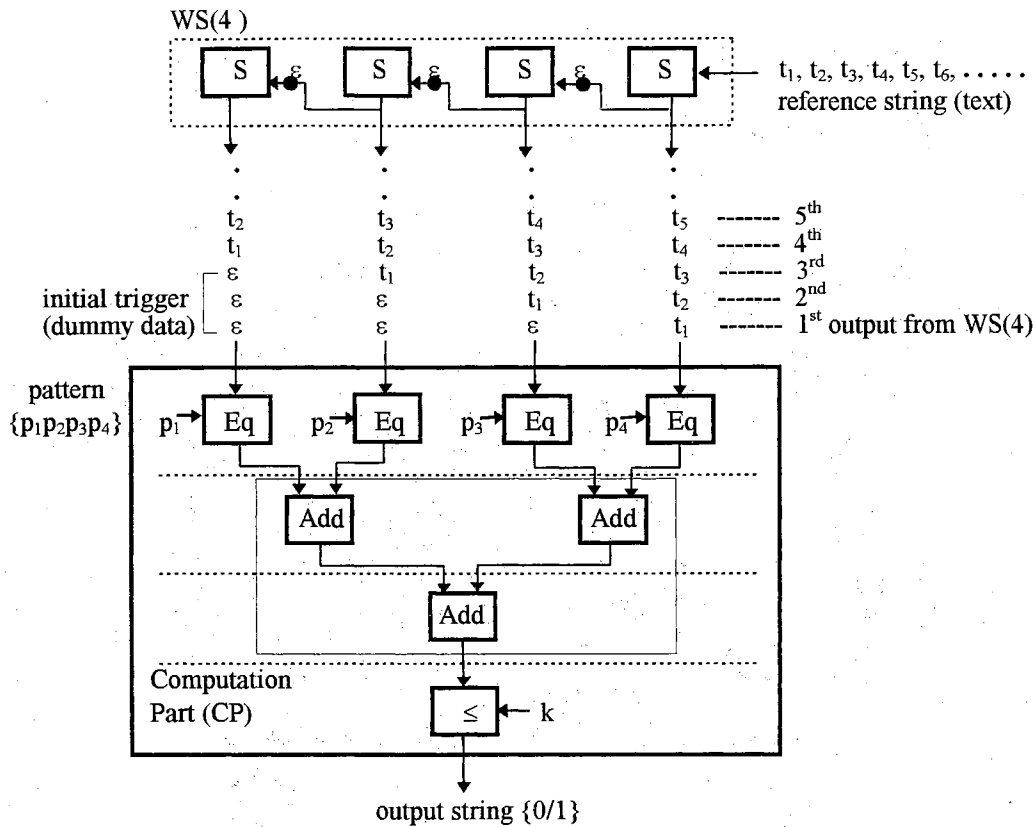 WS(4 )
S S S S
ε ε ε
t₁, t₂, t₃, t₄, t₅, t₆, . . . . .
reference string (text)
. . . .
. . . .
t₂ t₃ t₄ t₅ ------- 5th
t₁ t₂ t₃ t₄ ------- 4th
ε t₁ t₂ t₃ ------- 3rd
initial trigger
(dummy data)
ε ε t₁ t₂ ------- 2nd
ε ε ε t₁ ------- 1st output from WS(4)
pattern
{p₁p₂p₃p₄}
p₁ Eq p₂ Eq p₃ Eq p₄ Eq
Add Add
Add
Computation
Part (CP)
≤ k
output string {0/1}